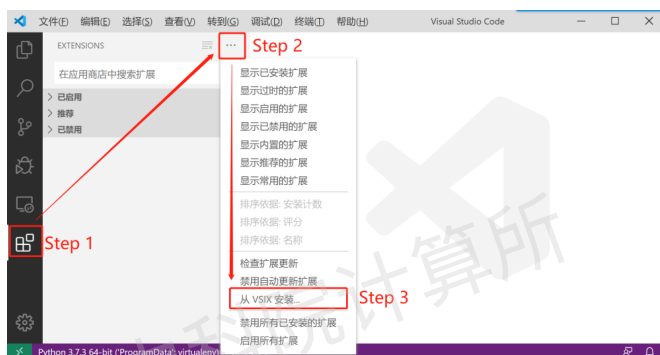 文件(F) 编辑(E) 选择(S) 查看(V) 转到(G) 调试(D) 终端(T) 帮助(H) Visual Studio Code
EXTENSIONS ··· Step 2
在应用商店中搜索扩展
已启用
推荐
已禁用
显示已安装扩展
显示过时的扩展
显示启用的扩展
显示已禁用的扩展
显示内置的扩展
显示推荐的扩展
显示常用的扩展
排序依据: 安装计数
排序依据: 评分
排序依据: 名称
Step 1
检查扩展更新
禁用自动更新扩展
从 VSIX 安装...
Step 3
禁用所有已安装的扩展
启用所有扩展
Python 3.7.3 64-bit ('ProgramData': virtualenv)
科院计算所